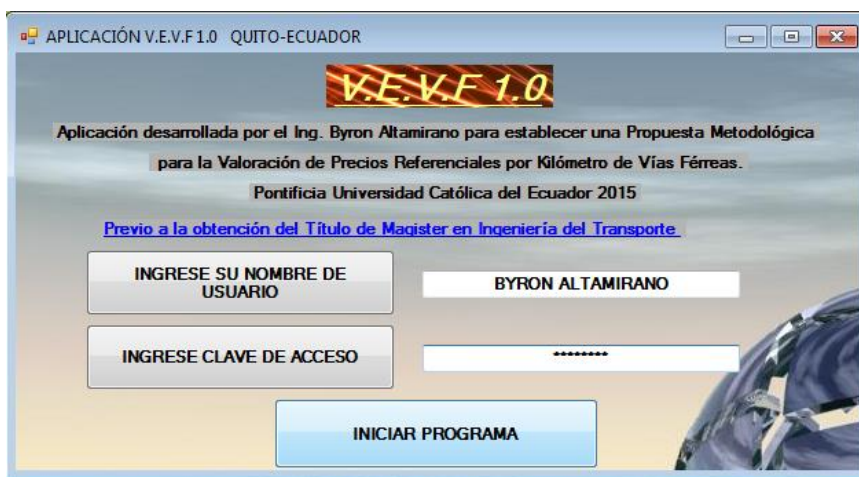 APLICACIÓN V.E.V.F 1.0 QUITO-ECUADOR
V.E.V.F 1.0
Aplicación desarrollada por el Ing. Byron Altamirano para establecer una Propuesta Metodológica
para la Valoración de Precios Referenciales por Kilómetro de Vías Férreas.
Pontificia Universidad Católica del Ecuador 2015
Previo a la obtención del Título de Magister en Ingeniería del Transporte
INGRESE SU NOMBRE DE
USUARIO
BYRON ALTAMIRANO
INGRESE CLAVE DE ACCESO
********
INICIAR PROGRAMA